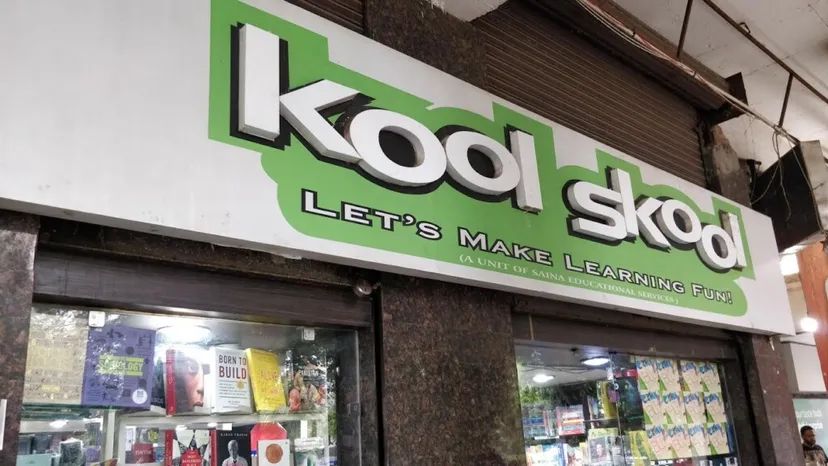 kool skool
LET'S MAKE LEARNING FUN!
(A UNIT OF SAINA EDUCATIONAL SERVICES)
BORN TO
BUILD